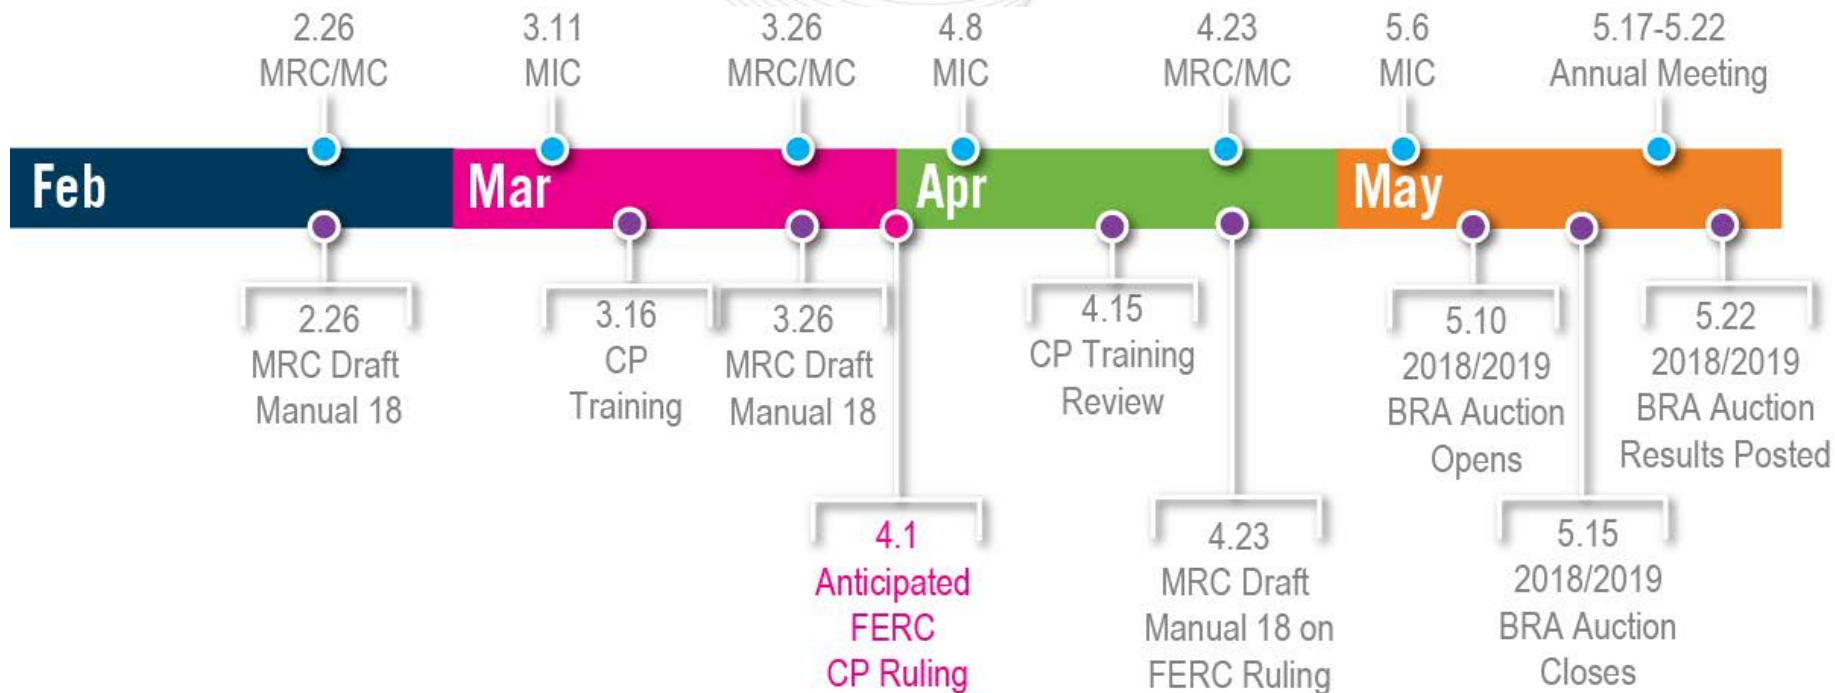 2.26
MRC/MC
3.11
MIC
3.26
MRC/MC
4.8
MIC
4.23
MRC/MC
5.6
MIC
5.17-5.22
Annual Meeting
Feb
Mar
Apr
May
2.26
MRC Draft
Manual 18
3.16
CP
Training
3.26
MRC Draft
Manual 18
4.1
Anticipated
FERC
CP Ruling
4.15
CP Training
Review
4.23
MRC Draft
Manual 18 on
FERC Ruling
5.10
2018/2019
BRA Auction
Opens
5.15
2018/2019
BRA Auction
Closes
5.22
2018/2019
BRA Auction
Results Posted